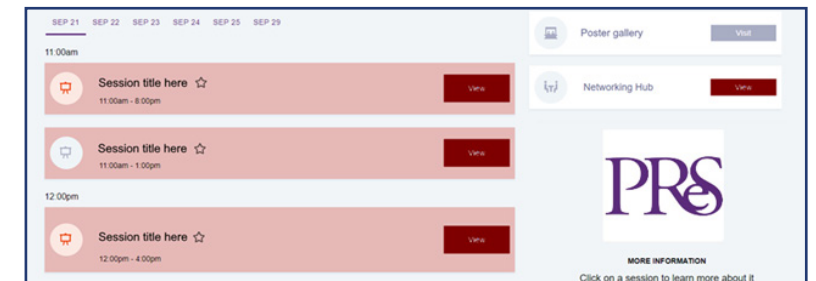 SEP 21 SEP 22 SEP 23 SEP 24 SEP 25 SEP 29
11:00am
Session title here
11:00am - 8:00pm
View
Session title here
11:00am - 1:00pm
View
12:00pm
Session title here
12:00pm - 4:00pm
View
Poster gallery
Visit
Networking Hub
View
PReS
MORE INFORMATION
Click on a session to learn more about it